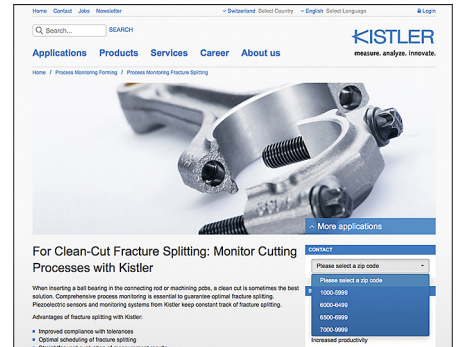 Home Contact Jobs Newsletter
Switzerland Select Country
English Select Language
Login
Search...
SEARCH
KISTLER
measure. analyze. innovate.
Applications Products Services Career About us
Home / Process Monitoring Forming / Process Monitoring Fracture Splitting
More applications
For Clean-Cut Fracture Splitting: Monitor Cutting
Processes with Kistler
When inserting a ball bearing in the connecting rod or machining pcbs, a clean cut is sometimes the best
solution. Comprehensive process monitoring is essential to guarantee optimal fracture splitting.
Piezoelectric sensors and monitoring systems from Kistler keep constant track of fracture splitting.
Advantages of fracture splitting with Kistler:
Improved compliance with tolerances
Optimal scheduling of fracture splitting
CONTACT
Please select a zip code
Please select a zip code
1000-5999
6000-6499
6500-6999
7000-9999
Increased productivity